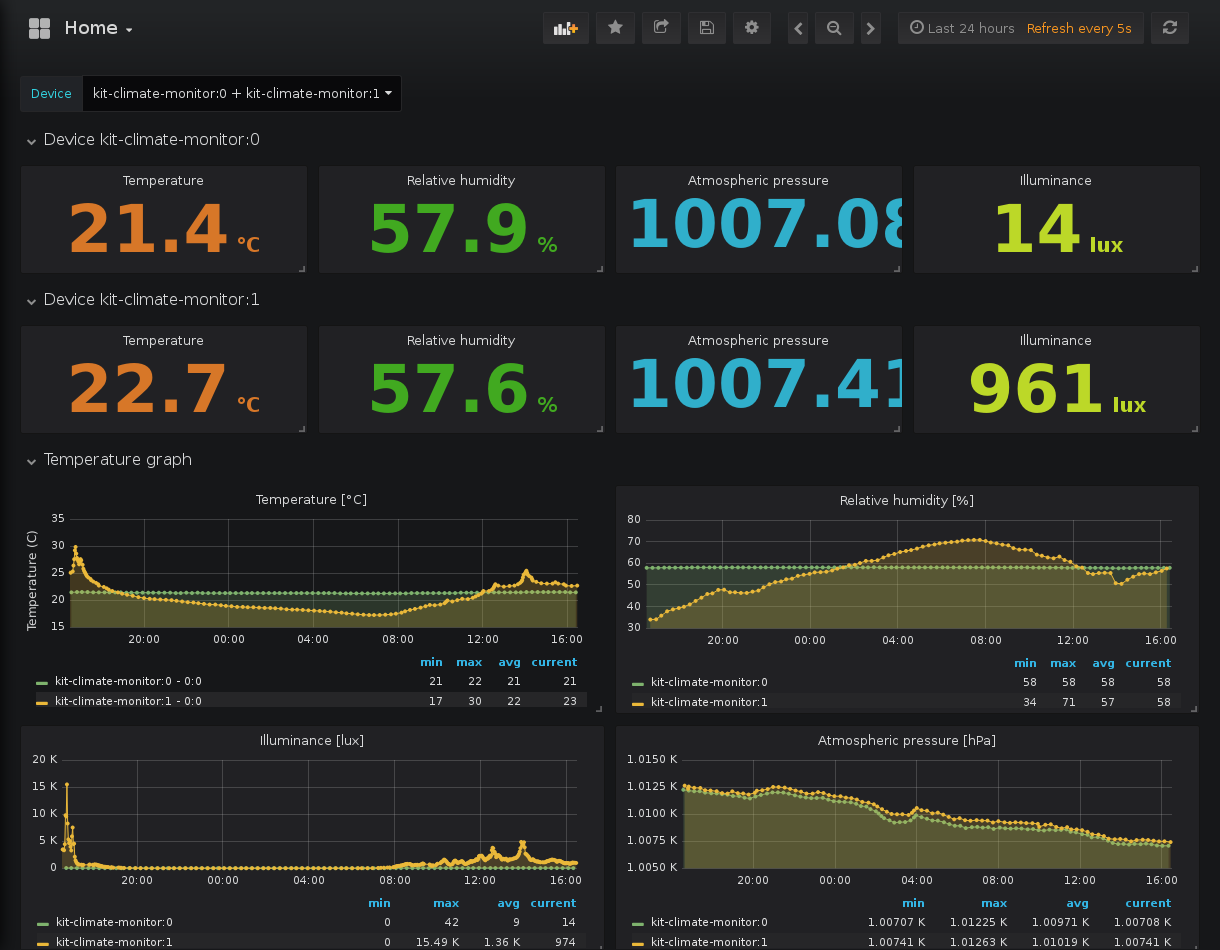 Home
Last 24 hours Refresh every 5s
Device kit-climate-monitor:0 + kit-climate-monitor:1
Device kit-climate-monitor:0
Temperature Relative humidity Atmospheric pressure Illuminance
21.4 °C 57.9 % 1007.08 14 lux
Device kit-climate-monitor:1
Temperature Relative humidity Atmospheric pressure Illuminance
22.7 °C 57.6 % 1007.41 961 lux
Temperature graph
Temperature [°C]
Temperature (C)
35
30
25
20
15
20:00 00:00 04:00 08:00 12:00 16:00
min max avg current
kit-climate-monitor:0 - 0:0 21 22 21 21
kit-climate-monitor:1 - 0:0 17 30 22 23
Relative humidity [%]
80
70
60
50
40
30
20:00 00:00 04:00 08:00 12:00 16:00
min max avg current
kit-climate-monitor:0 58 58 58 58
kit-climate-monitor:1 34 71 57 58
Illuminance [lux]
20 K
15 K
10 K
5 K
0
20:00 00:00 04:00 08:00 12:00 16:00
min max avg current
kit-climate-monitor:0 0 42 9 14
kit-climate-monitor:1 0 15.49 K 1.36 K 974
Atmospheric pressure [hPa]
1.0150 K
1.0125 K
1.0100 K
1.0075 K
1.0050 K
20:00 00:00 04:00 08:00 12:00 16:00
min max avg current
kit-climate-monitor:0 1.00707 K 1.01225 K 1.00971 K 1.00708 K
kit-climate-monitor:1 1.00741 K 1.01263 K 1.01019 K 1.00741 K